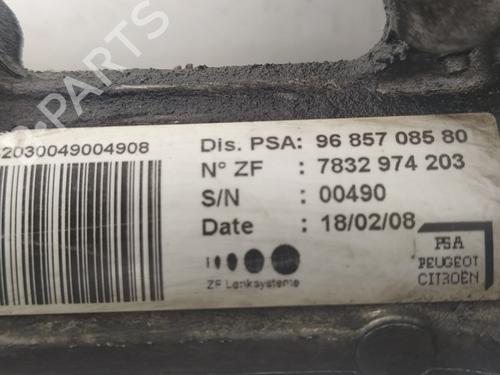 2030049004908
Dis. PSA: 96 857 085 80
N° ZF : 7832 974 203
S/N : 00490
Date : 18/02/08
ZF Lenksysteme
PSA
PEUGEOT
CITROËN
B-PARTS